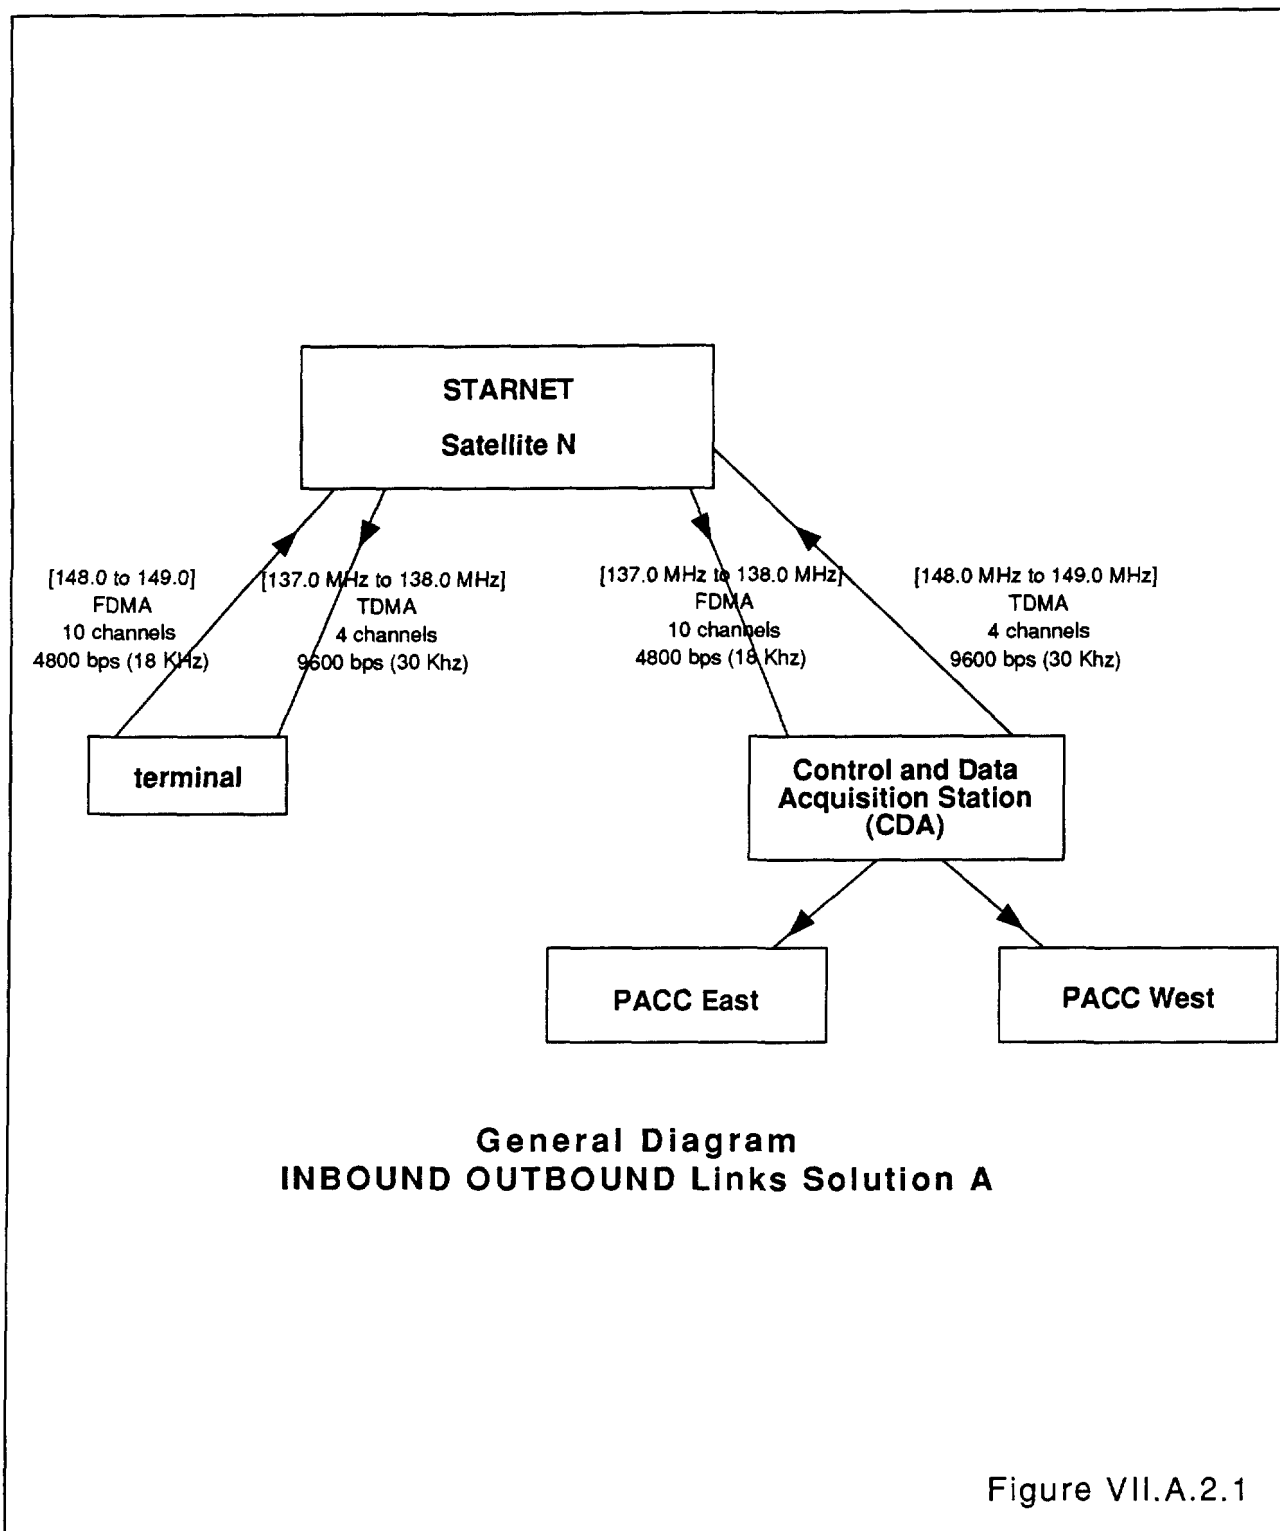 STARNET
Satellite N
[148.0 to 149.0]
FDMA
10 channels
4800 bps (18 KHz)
[137.0 MHz to 138.0 MHz]
TDMA
4 channels
9600 bps (30 Khz)
[137.0 MHz to 138.0 MHz]
FDMA
10 channels
4800 bps (18 Khz)
[148.0 MHz to 149.0 MHz]
TDMA
4 channels
9600 bps (30 Khz)
terminal
Control and Data
Acquisition Station
(CDA)
PACC East
PACC West
General Diagram
INBOUND OUTBOUND Links Solution A
Figure VII.A.2.1